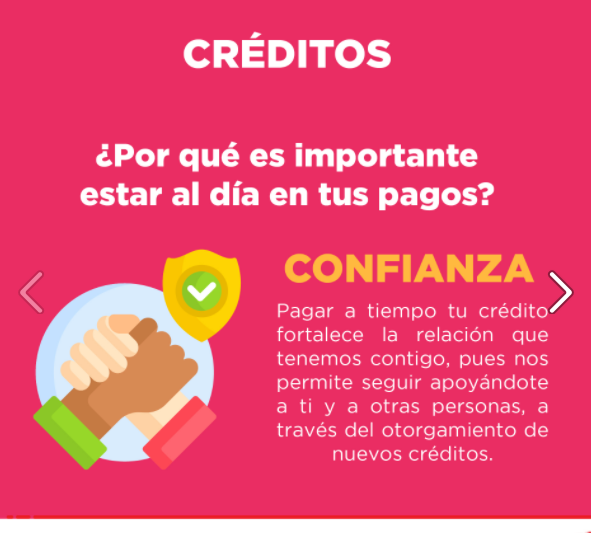 CRÉDITOS
¿Por qué es importante
estar al día en tus pagos?
CONFIANZA
Pagar a tiempo tu crédito
fortalece la relación que
tenemos contigo, pues nos
permite seguir apoyándote
a ti y a otras personas, a
través del otorgamiento de
nuevos créditos.